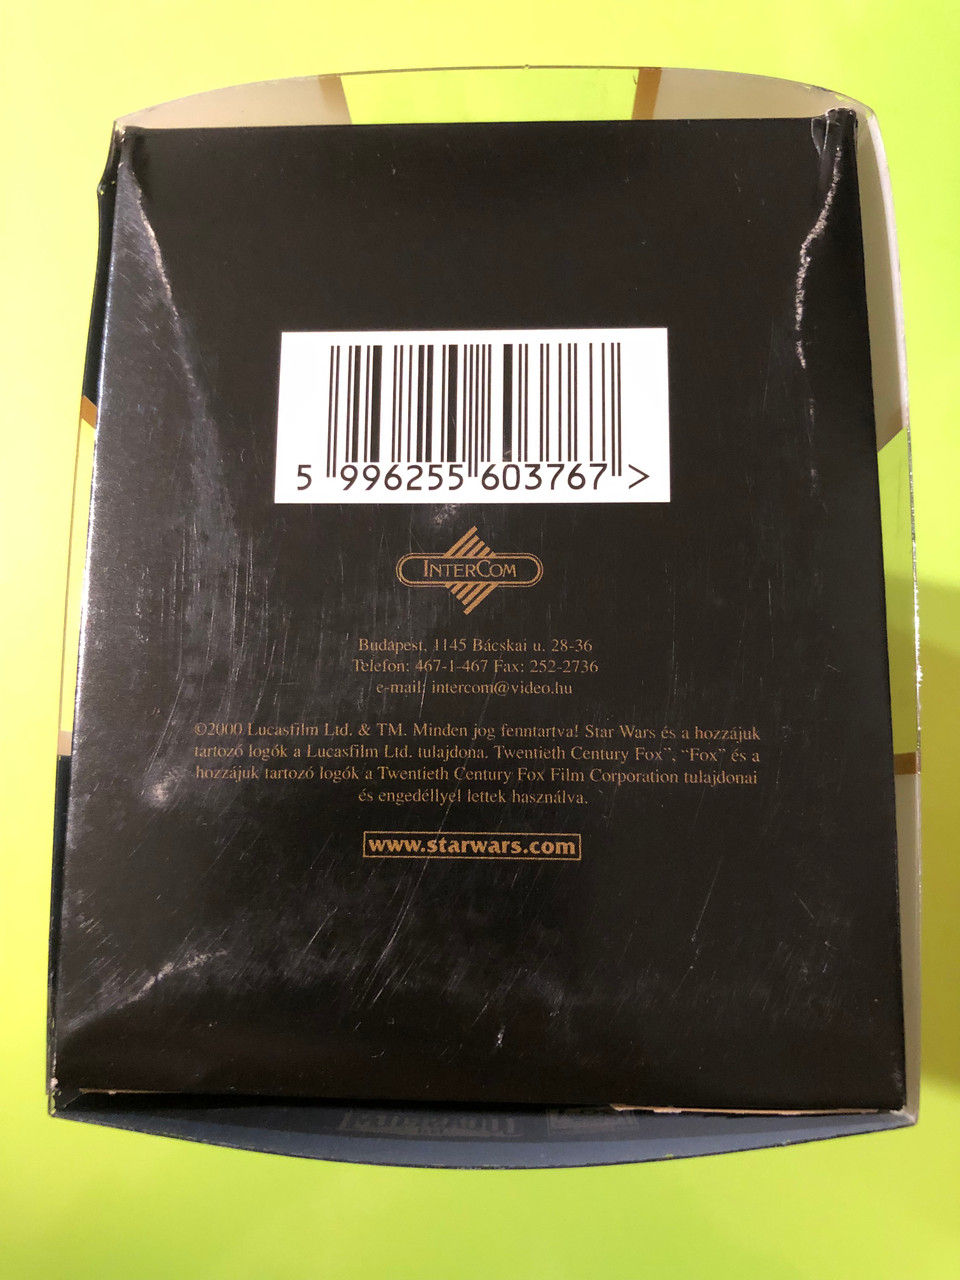 5 996255 603767 >
INTERCOM
Budapest, 1145 Bácskai u. 28-36
Telefon: 467-1-467 Fax: 252-2736
e-mail: intercom@video.hu
©2000 Lucasfilm Ltd. & TM. Minden jog fenntartva! Star Wars és a hozzájuk
tartozó logók a Lucasfilm Ltd. tulajdona. Twentieth Century Fox", "Fox" és a
hozzájuk tartozó logók a Twentieth Century Fox Film Corporation tulajdonai
és engedéllyel lettek használva.
www.starwars.com